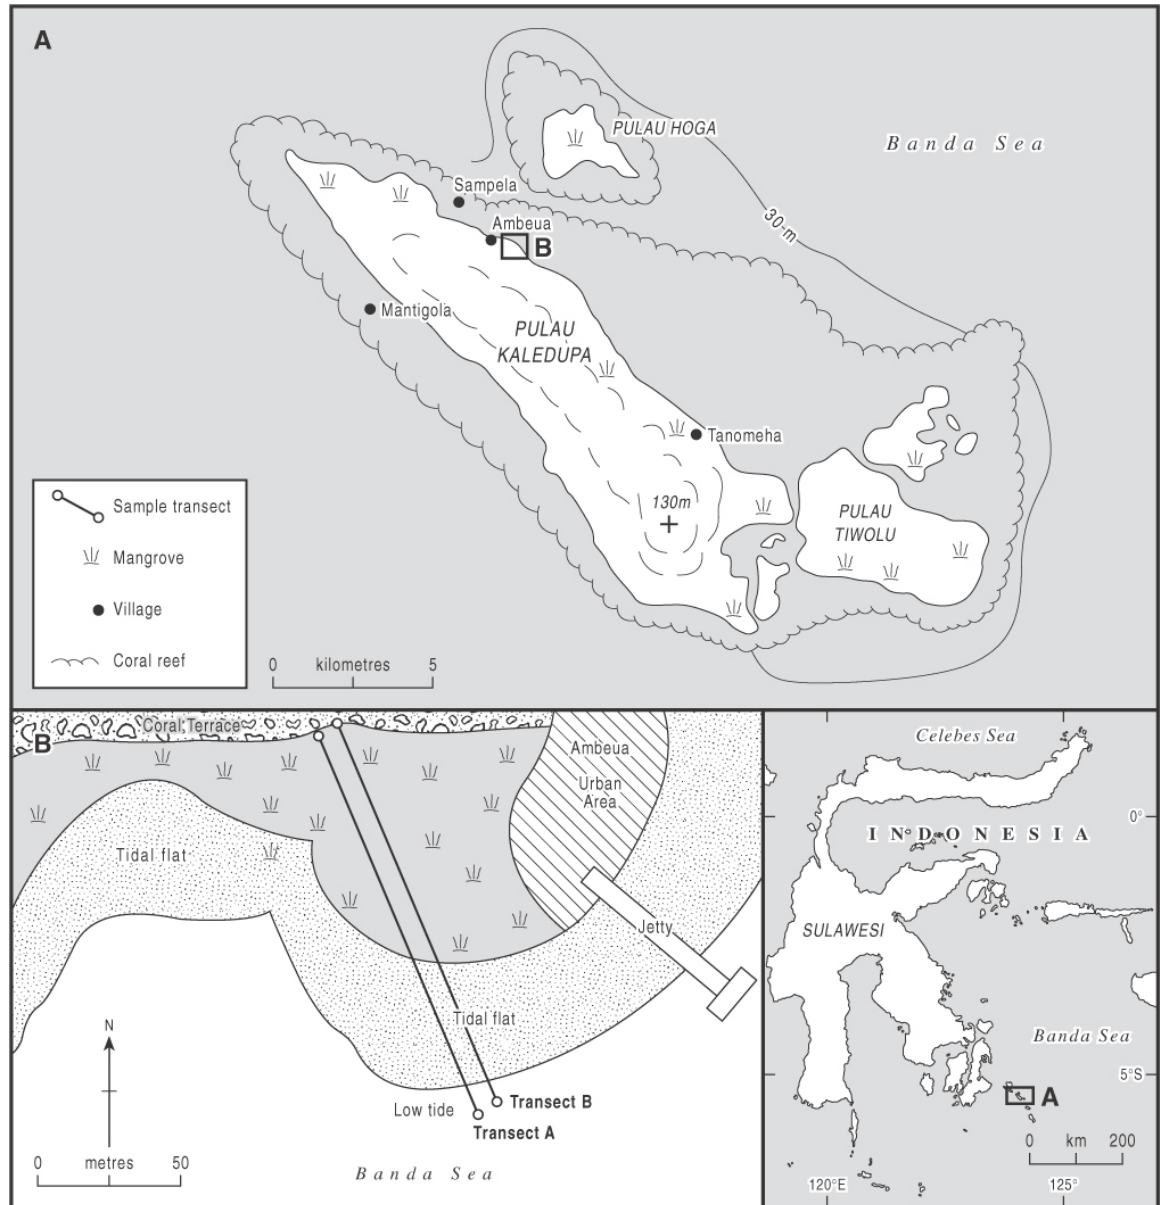 A
PULAU HOGA
Banda Sea
Sampela
30-m
Ambeua
B
Mantigola
PULAU
KALEDUPA
Tanomeha
130m
PULAU
TIWOLU
Sample transect
Mangrove
Village
Coral reef
0 kilometres 5
B
Coral Terrace
Ambeua
Urban
Area
Tidal flat
Jetty
Tidal flat
N
Low tide
Transect B
Transect A
0 metres 50
Banda Sea
Celebes Sea
0°
INDONESIA
SULAWESI
Banda Sea
5°S
A
0 km 200
120°E
125°